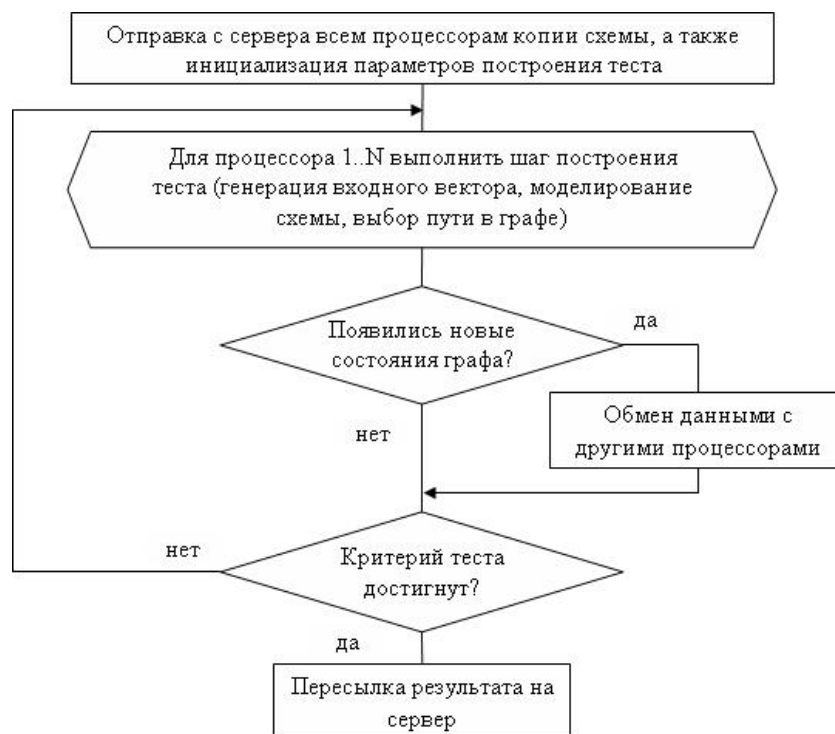 Отправка с сервера всем процессорам копии схемы, а также
инициализация параметров построения теста
Для процессора 1..N выполнить шаг построения
теста (генерация входного вектора, моделирование
схемы, выбор пути в графе)
Появились новые
состояния графа?
да
нет
Обмен данными с
другими процессорами
нет
Критерий теста
достигнут?
да
Пересылка результата на
сервер